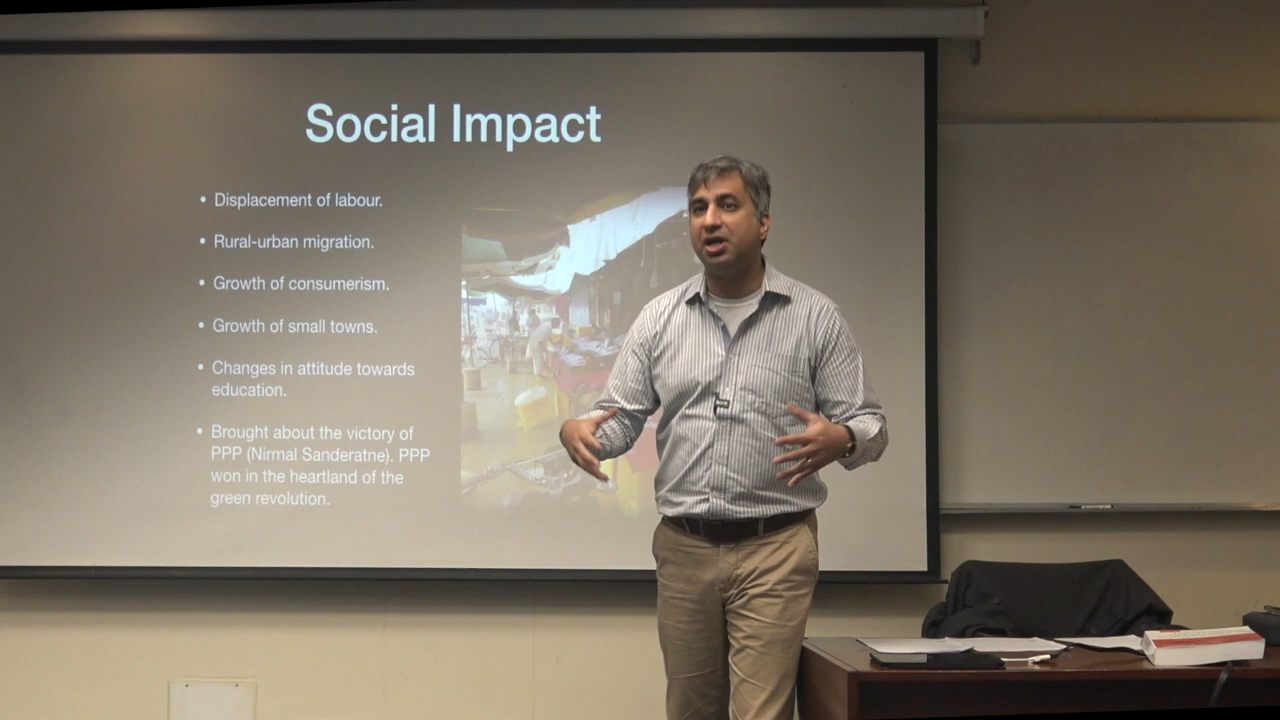 Social Impact
• Displacement of labour.
• Rural-urban migration.
• Growth of consumerism.
• Growth of small towns.
• Changes in attitude towards
education.
• Brought about the victory of
PPP (Nirmal Sanderatne). PPP
won in the heartland of the
green revolution.